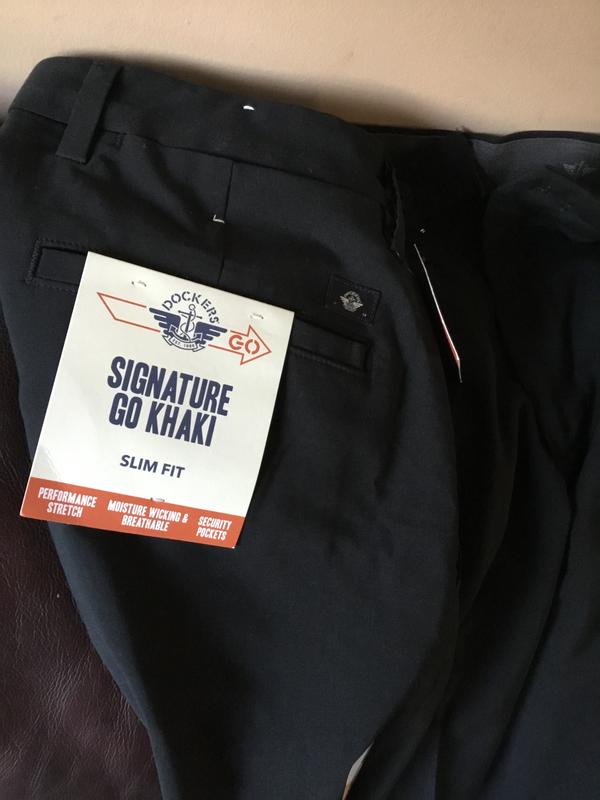 DOCKERS
EST. 1986
GO
SIGNATURE
GO KHAKI
SLIM FIT
PERFORMANCE
STRETCH
MOISTURE WICKING &
BREATHABLE
SECURITY
POCKETS